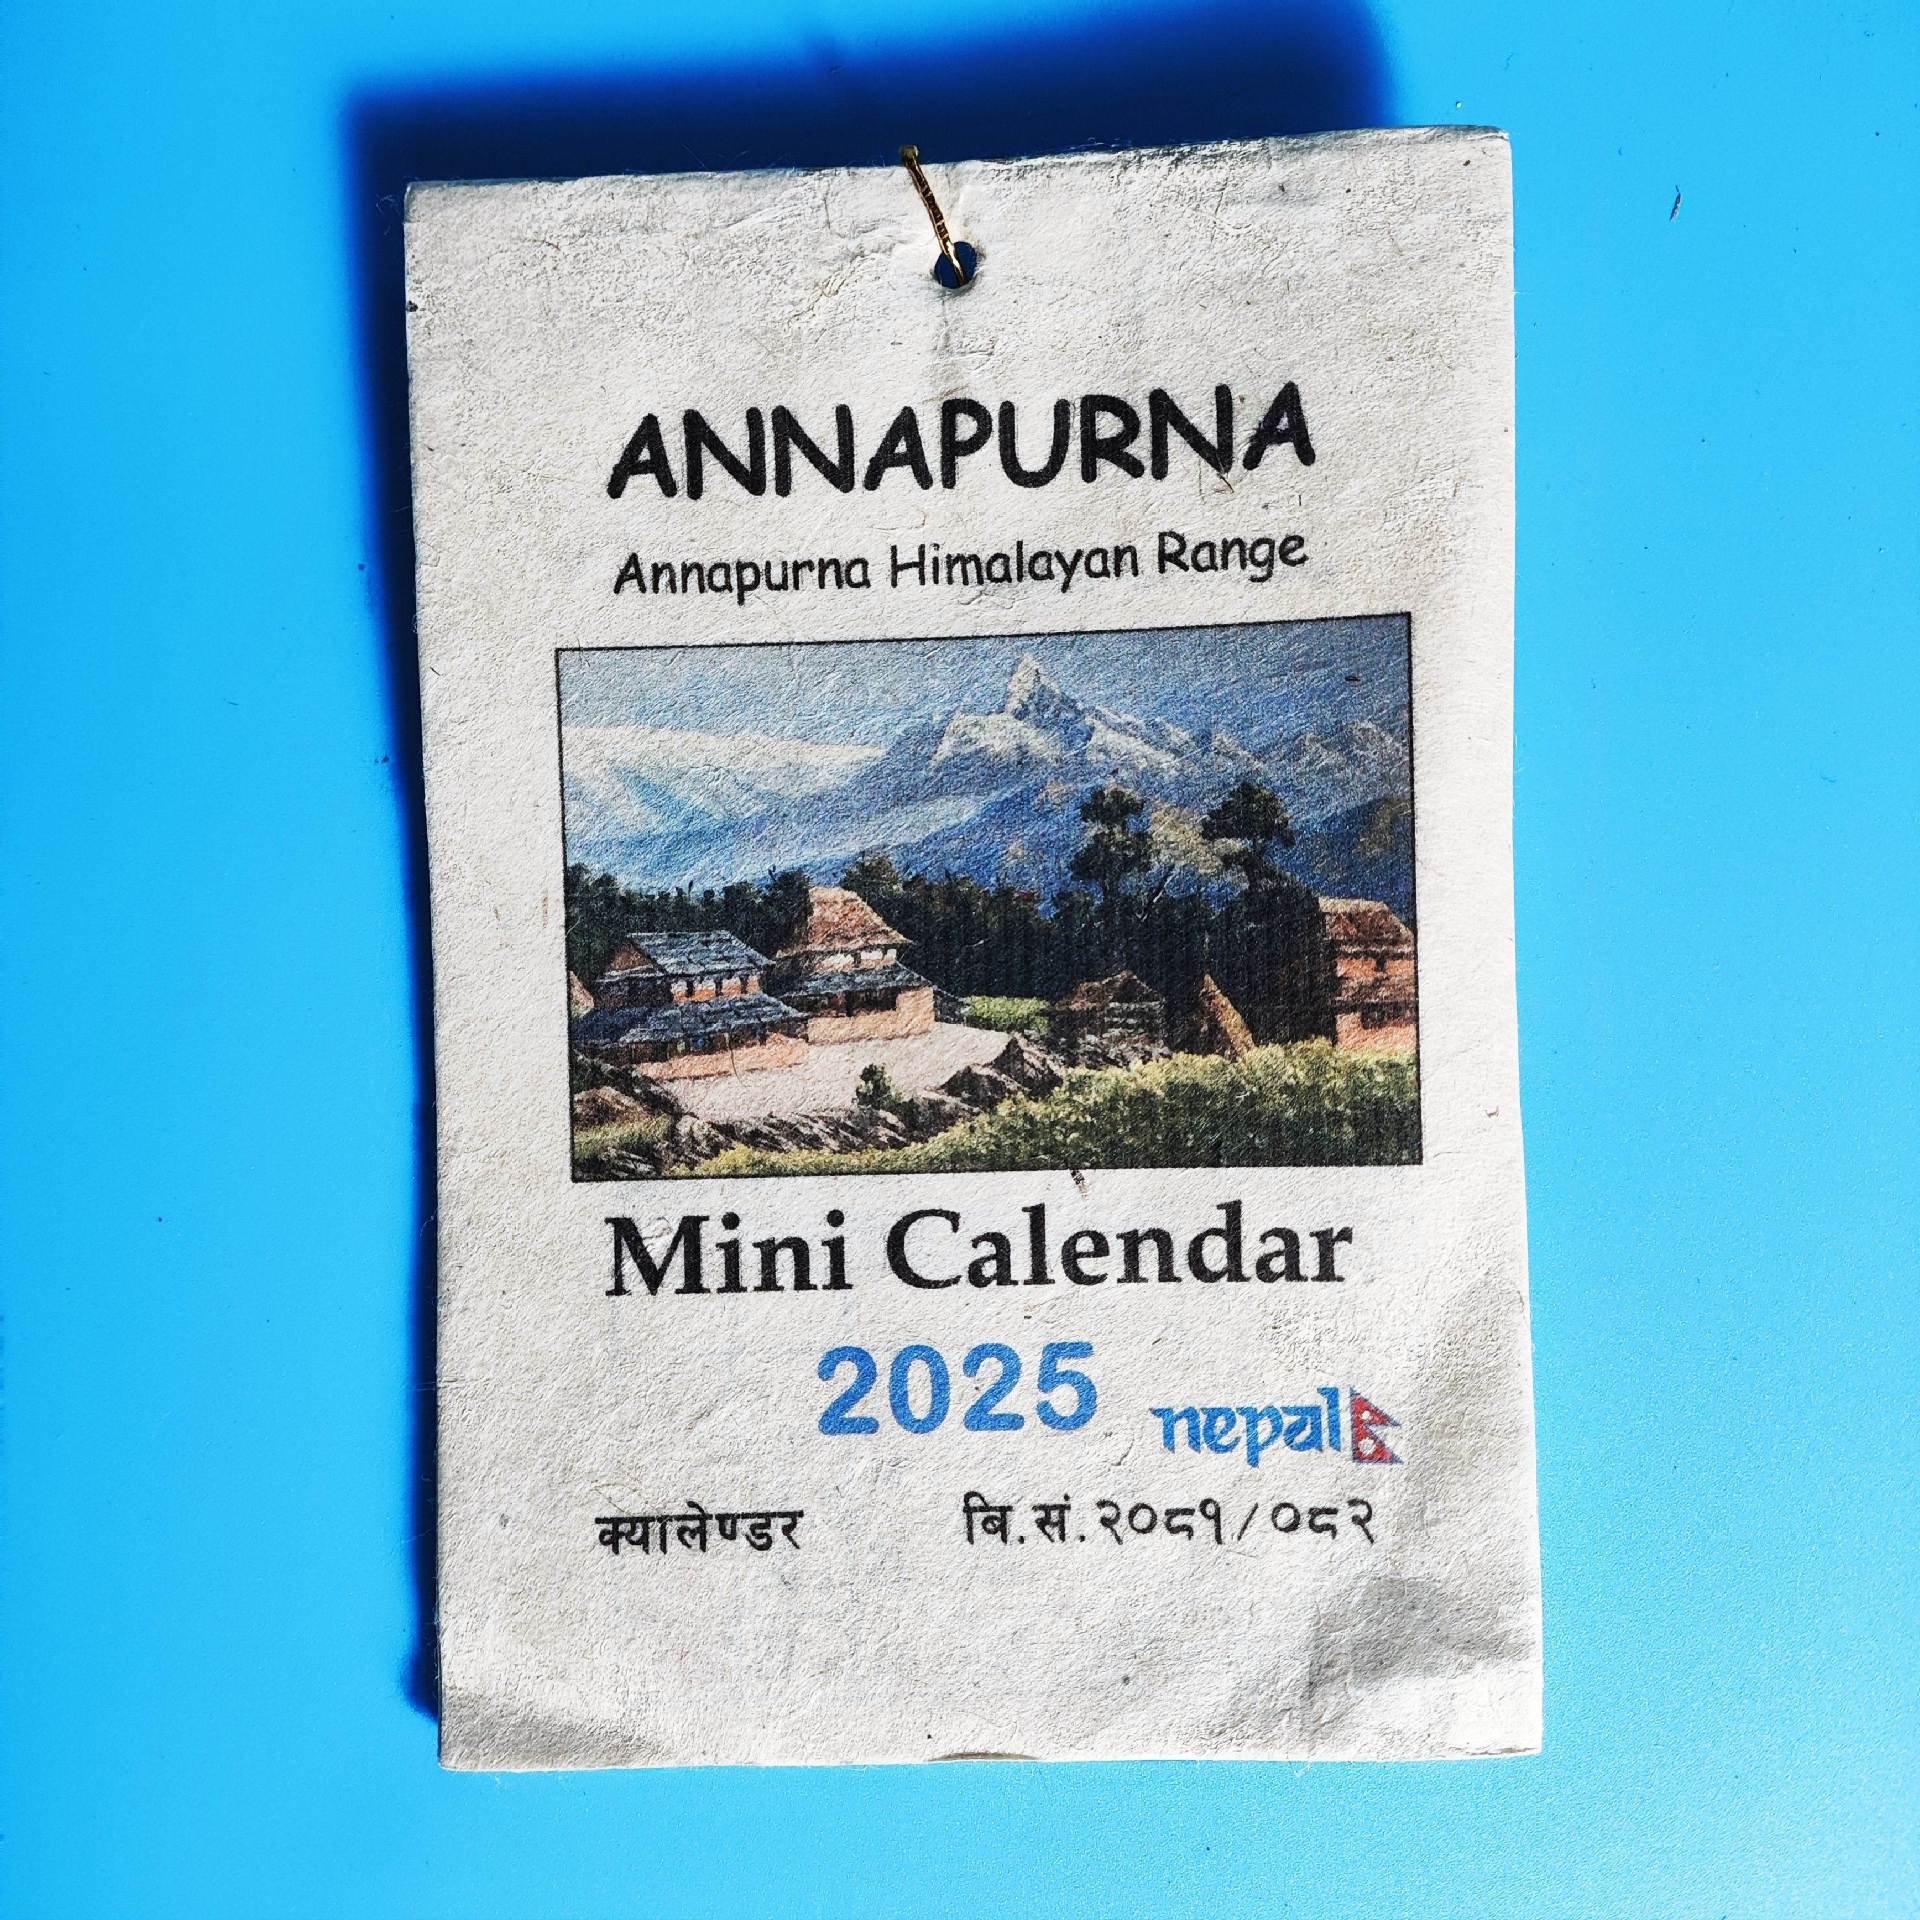 ANNAPURNA
Annapurna Himalayan Range
Mini Calendar
2025
nepal
क्यालेण्डर बि.सं.२०८१/०८२